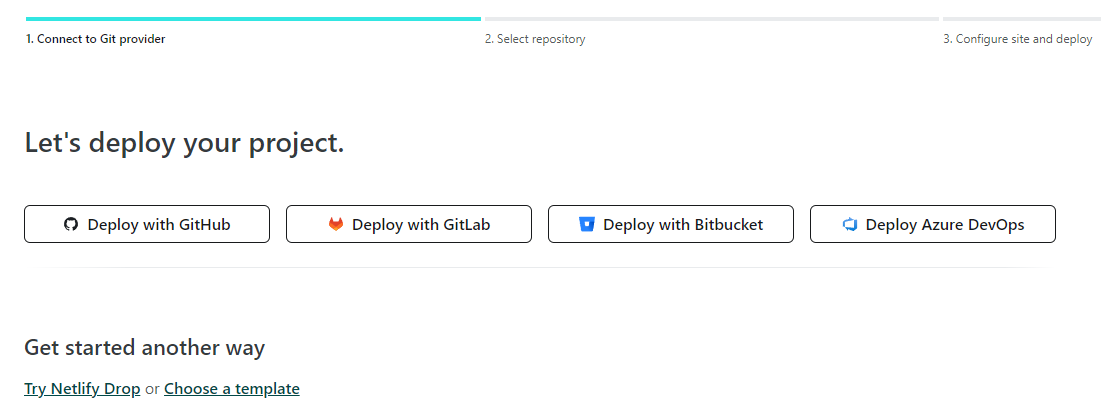 1. Connect to Git provider
2. Select repository
3. Configure site and deploy
Let's deploy your project.
Deploy with GitHub
Deploy with GitLab
Deploy with Bitbucket
Deploy Azure DevOps
Get started another way
Try Netlify Drop or Choose a template